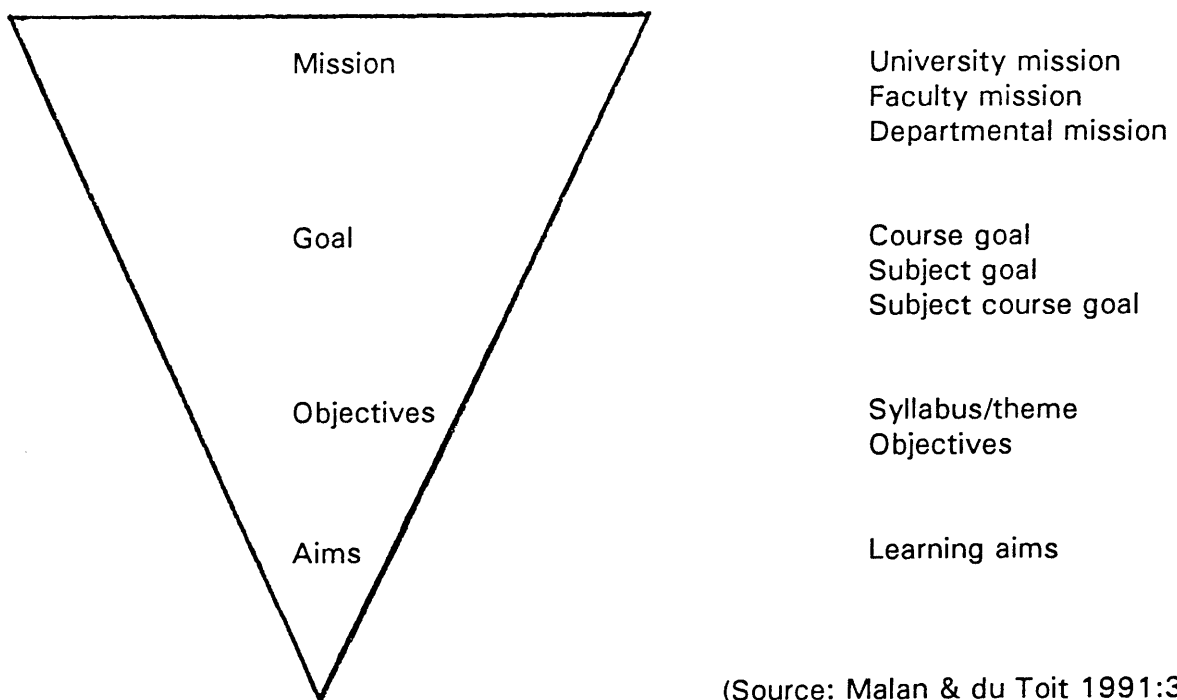 Mission
University mission
Faculty mission
Departmental mission
Goal
Course goal
Subject goal
Subject course goal
Objectives
Syllabus/theme
Objectives
Aims
Learning aims
(Source: Malan & du Toit 1991:3